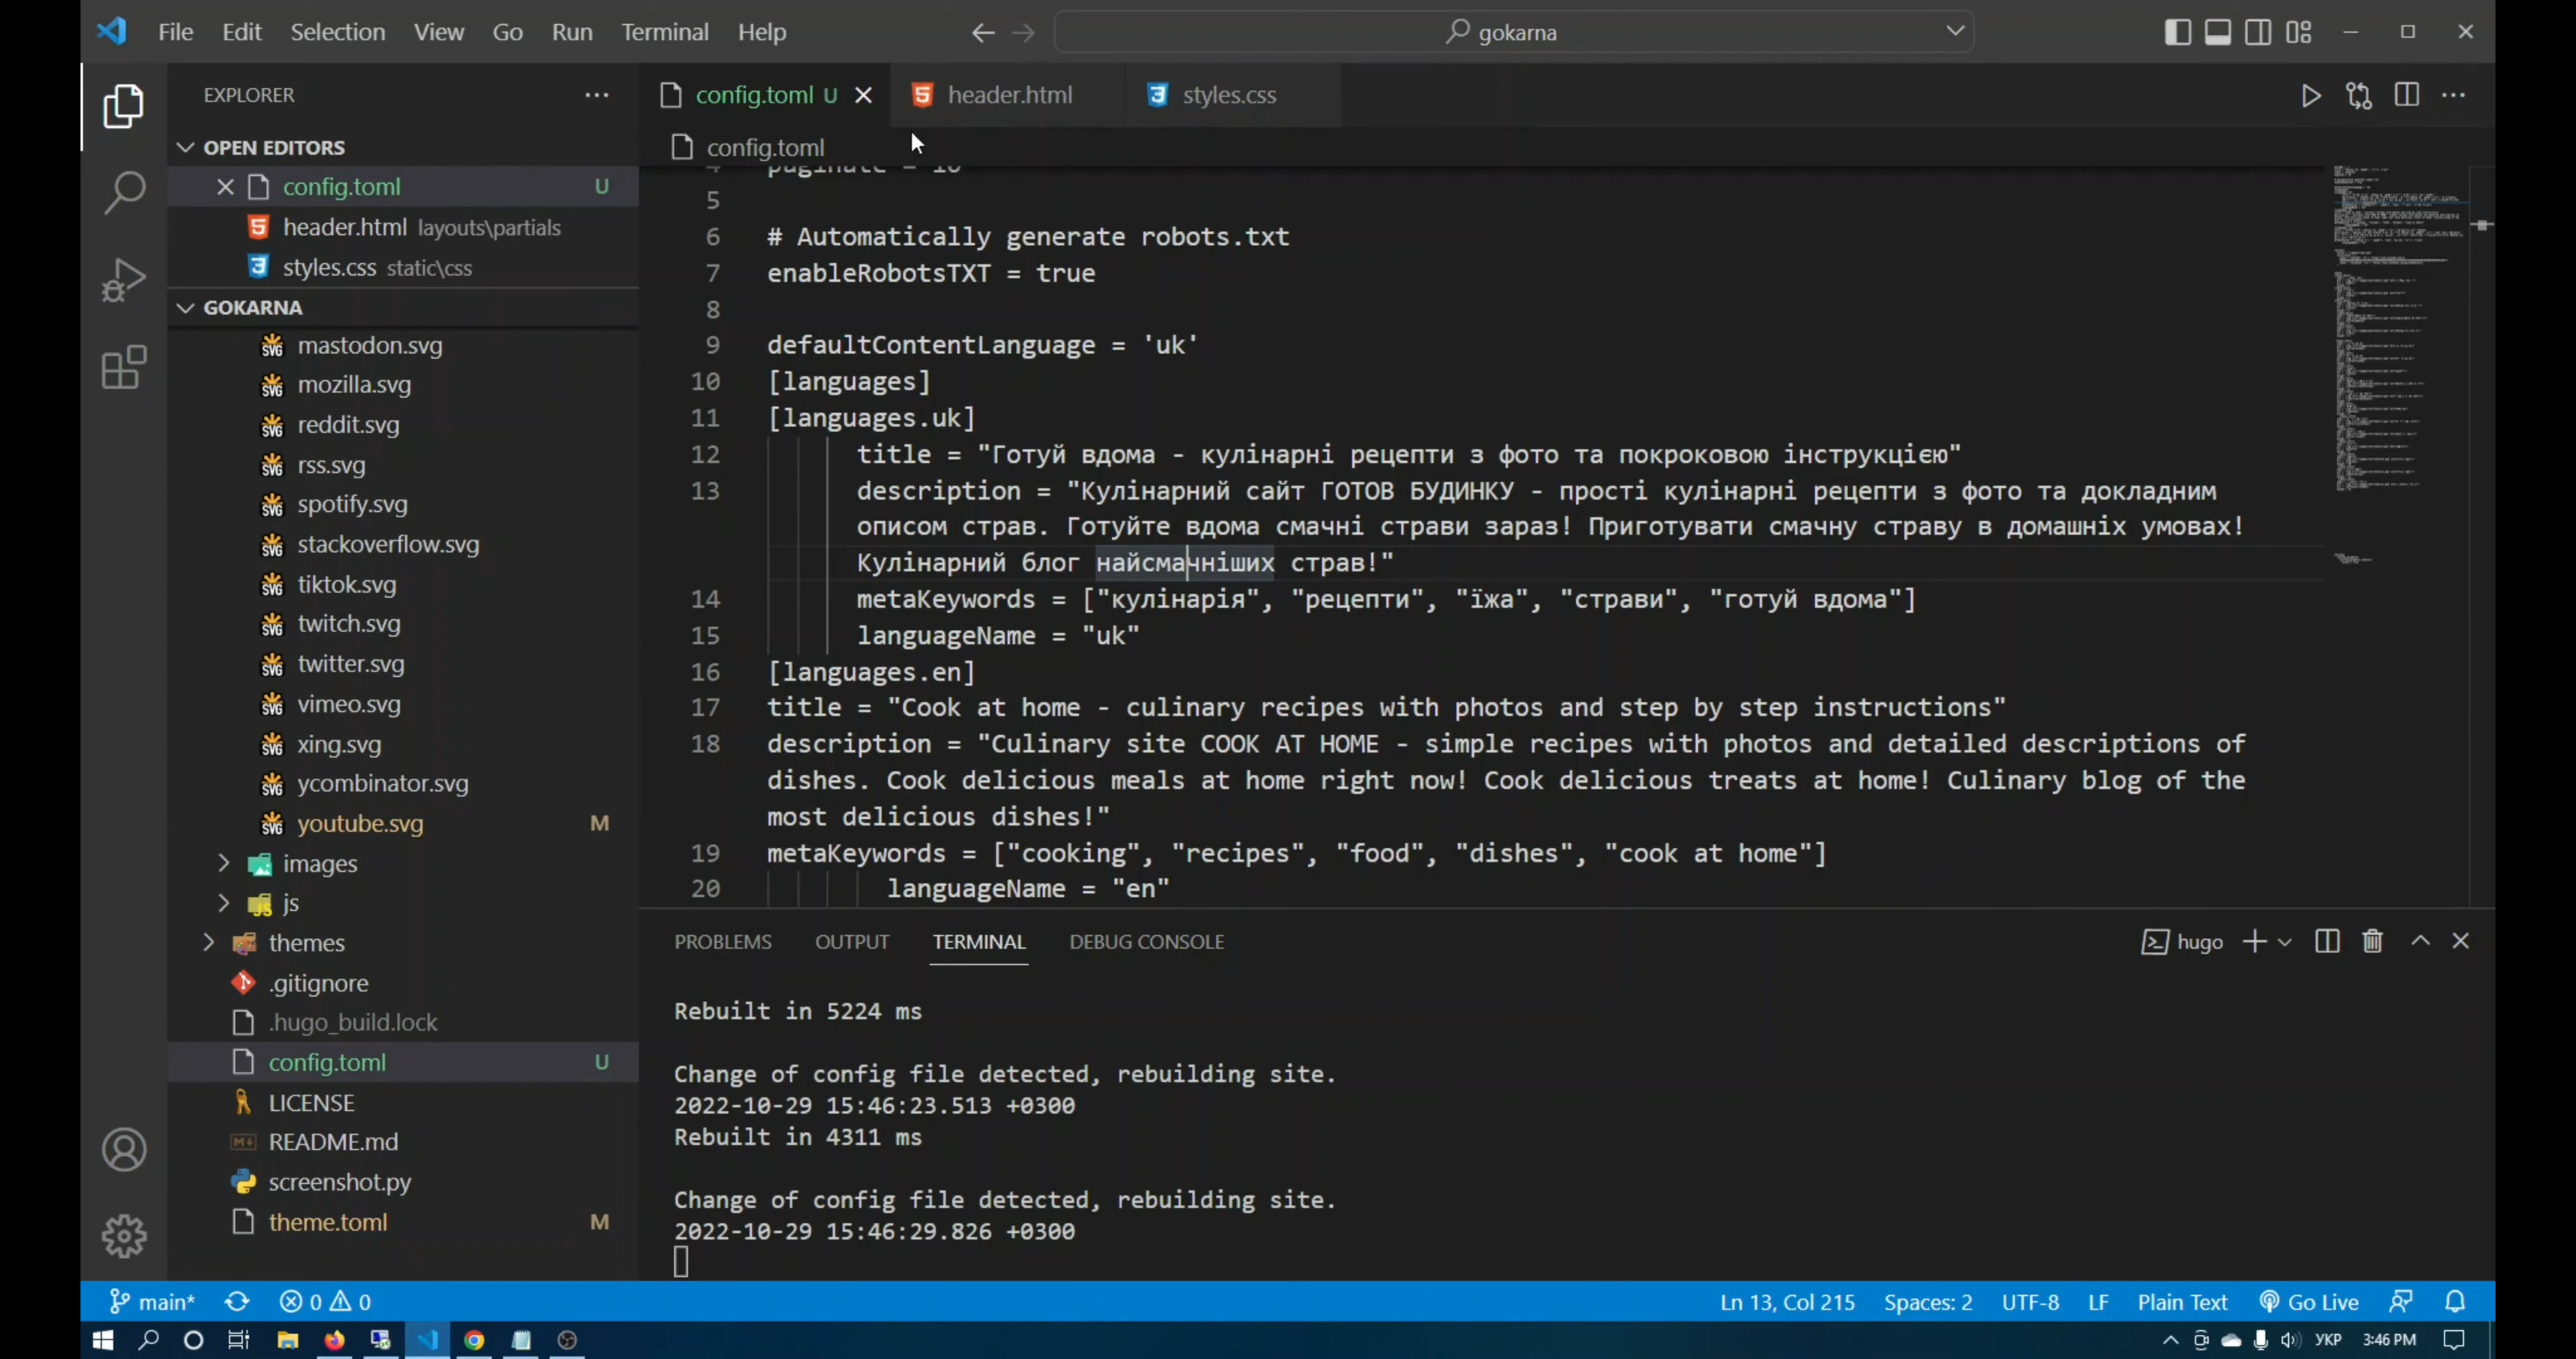 File Edit Selection View Go Run Terminal Help
gokarna
EXPLORER
OPEN EDITORS
config.toml U
header.html layouts\partials
styles.css static\css
GOKARNA
mastodon.svg
mozilla.svg
reddit.svg
rss.svg
spotify.svg
stackoverflow.svg
tiktok.svg
twitch.svg
twitter.svg
vimeo.svg
xing.svg
ycombinator.svg
youtube.svg M
images
js
themes
.gitignore
.hugo_build.lock
config.toml U
LICENSE
README.md
screenshot.py
theme.toml M
config.toml U header.html styles.css
config.toml
4 paginate = 10
5
6 # Automatically generate robots.txt
7 enableRobotsTXT = true
8
9 defaultContentLanguage = 'uk'
10 [languages]
11 [languages.uk]
12 title = "Готуй вдома - кулінарні рецепти з фото та покроковою інструкцією"
13 description = "Кулінарний сайт ГОТОВ БУДИНКУ - прості кулінарні рецепти з фото та докладним
описом страв. Готуйте вдома смачні страви зараз! Приготувати смачну страву в домашніх умовах!
Кулінарний блог найсмачніших страв!"
14 metaKeywords = ["кулінарія", "рецепти", "їжа", "страви", "готуй вдома"]
15 languageName = "uk"
16 [languages.en]
17 title = "Cook at home - culinary recipes with photos and step by step instructions"
18 description = "Culinary site COOK AT HOME - simple recipes with photos and detailed descriptions of
dishes. Cook delicious meals at home right now! Cook delicious treats at home! Culinary blog of the
most delicious dishes!"
19 metaKeywords = ["cooking", "recipes", "food", "dishes", "cook at home"]
20 languageName = "en"
PROBLEMS OUTPUT TERMINAL DEBUG CONSOLE
hugo
Rebuilt in 5224 ms
Change of config file detected, rebuilding site.
2022-10-29 15:46:23.513 +0300
Rebuilt in 4311 ms
Change of config file detected, rebuilding site.
2022-10-29 15:46:29.826 +0300
main* 0 0
Ln 13, Col 215 Spaces: 2 UTF-8 LF Plain Text Go Live
УКР 3:46 PM